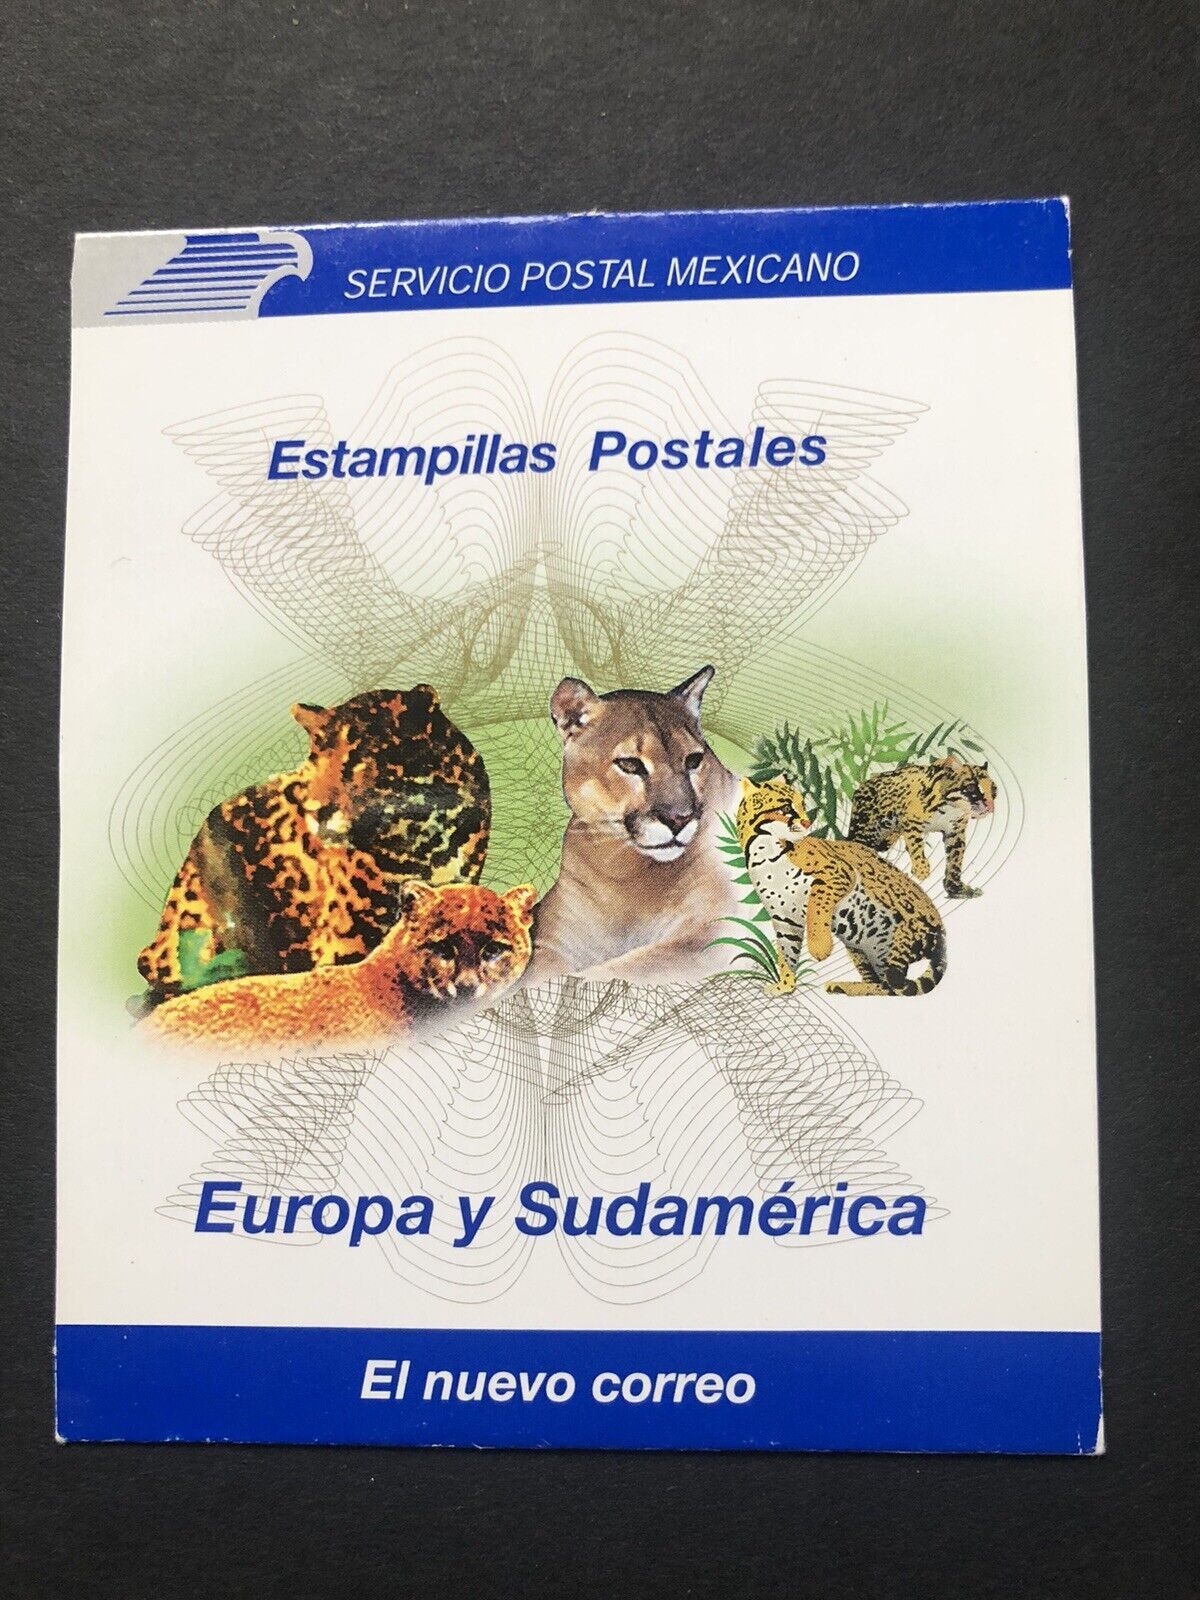 SERVICIO POSTAL MEXICANO
Estampillas Postales
Europa y Sudamérica
El nuevo correo